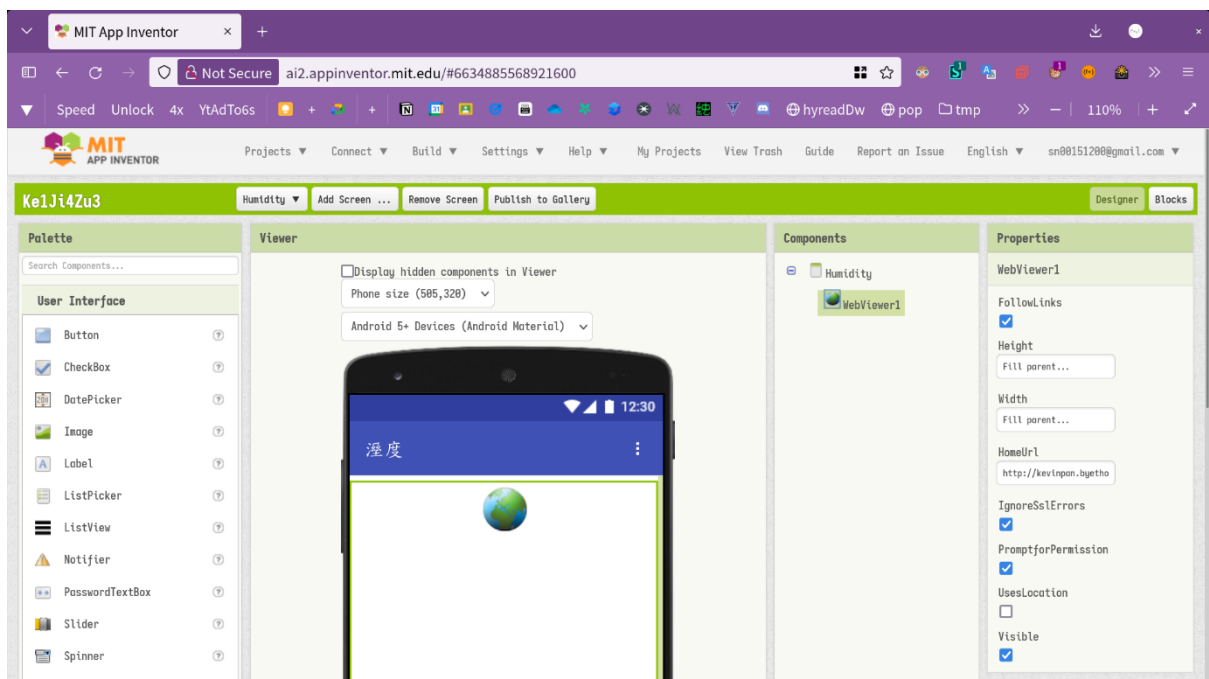 MIT App Inventor × +
Not Secure ai2.appinventor.mit.edu/#6634885568921600
Speed Unlock 4x YtAdTo6s + + hyreadDw pop tmp 110% +
MIT APP INVENTOR Projects Connect Build Settings Help My Projects View Trash Guide Report an Issue English sn00151200@gmail.com
Ke1Ji4Zu3 Humidity Add Screen ... Remove Screen Publish to Gallery Designer Blocks
Palette Viewer Components Properties
Search Components...
User Interface
Button
CheckBox
DatePicker
Image
Label
ListPicker
ListView
Notifier
PasswordTextBox
Slider
Spinner
Display hidden components in Viewer
Phone size (505,320)
Android 5+ Devices (Android Material)
12:30
溼度
Humidity
WebViewer1
WebViewer1
FollowLinks
Height
Fill parent...
Width
Fill parent...
HomeUrl
http://kevinpan.byetho
IgnoreSslErrors
PromptforPermission
UsesLocation
Visible